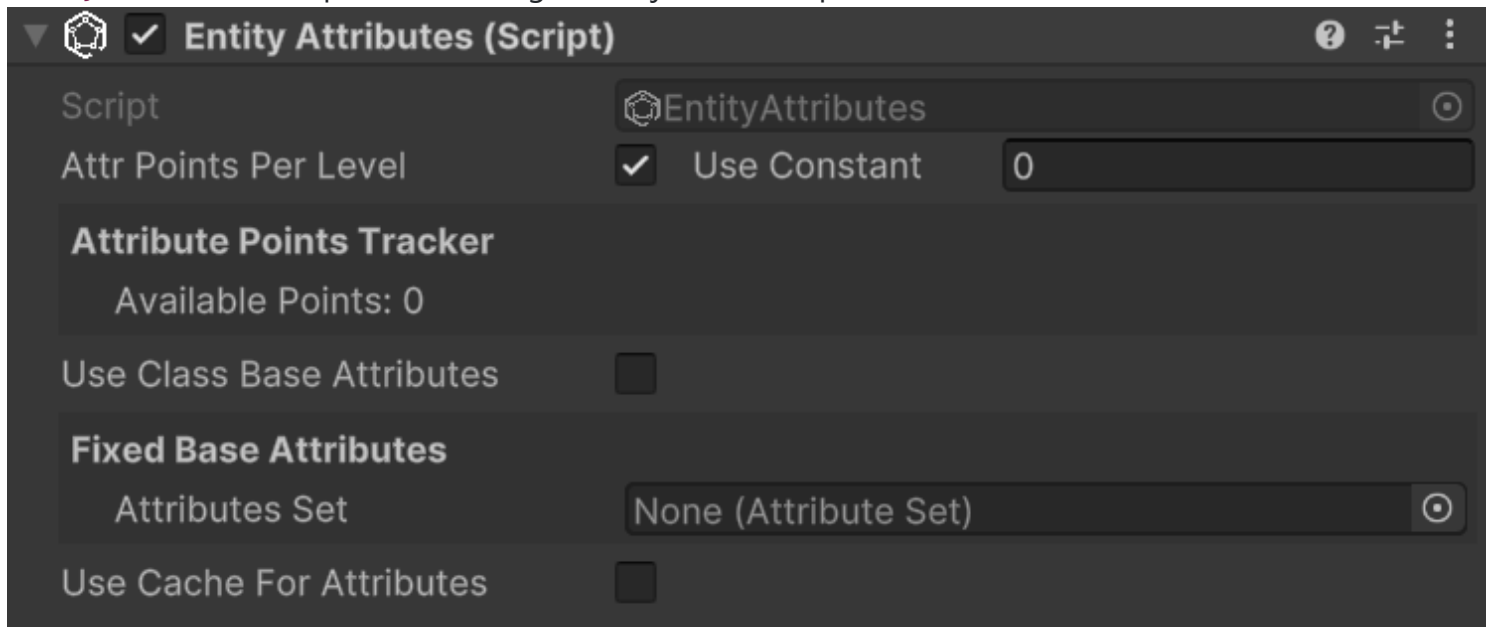 Entity Attributes (Script)
Script EntityAttributes
Attr Points Per Level Use Constant 0
Attribute Points Tracker
Available Points: 0
Use Class Base Attributes
Fixed Base Attributes
Attributes Set None (Attribute Set)
Use Cache For Attributes